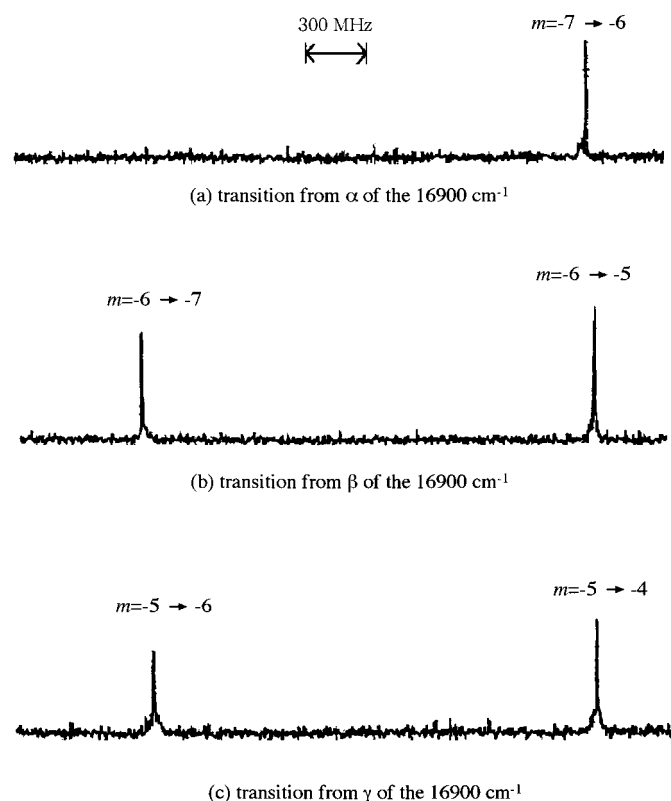 300 MHz
m=-7 → -6
(a) transition from α of the 16900 cm⁻¹
m=-6 → -7
m=-6 → -5
(b) transition from β of the 16900 cm⁻¹
m=-5 → -6
m=-5 → -4
(c) transition from γ of the 16900 cm⁻¹